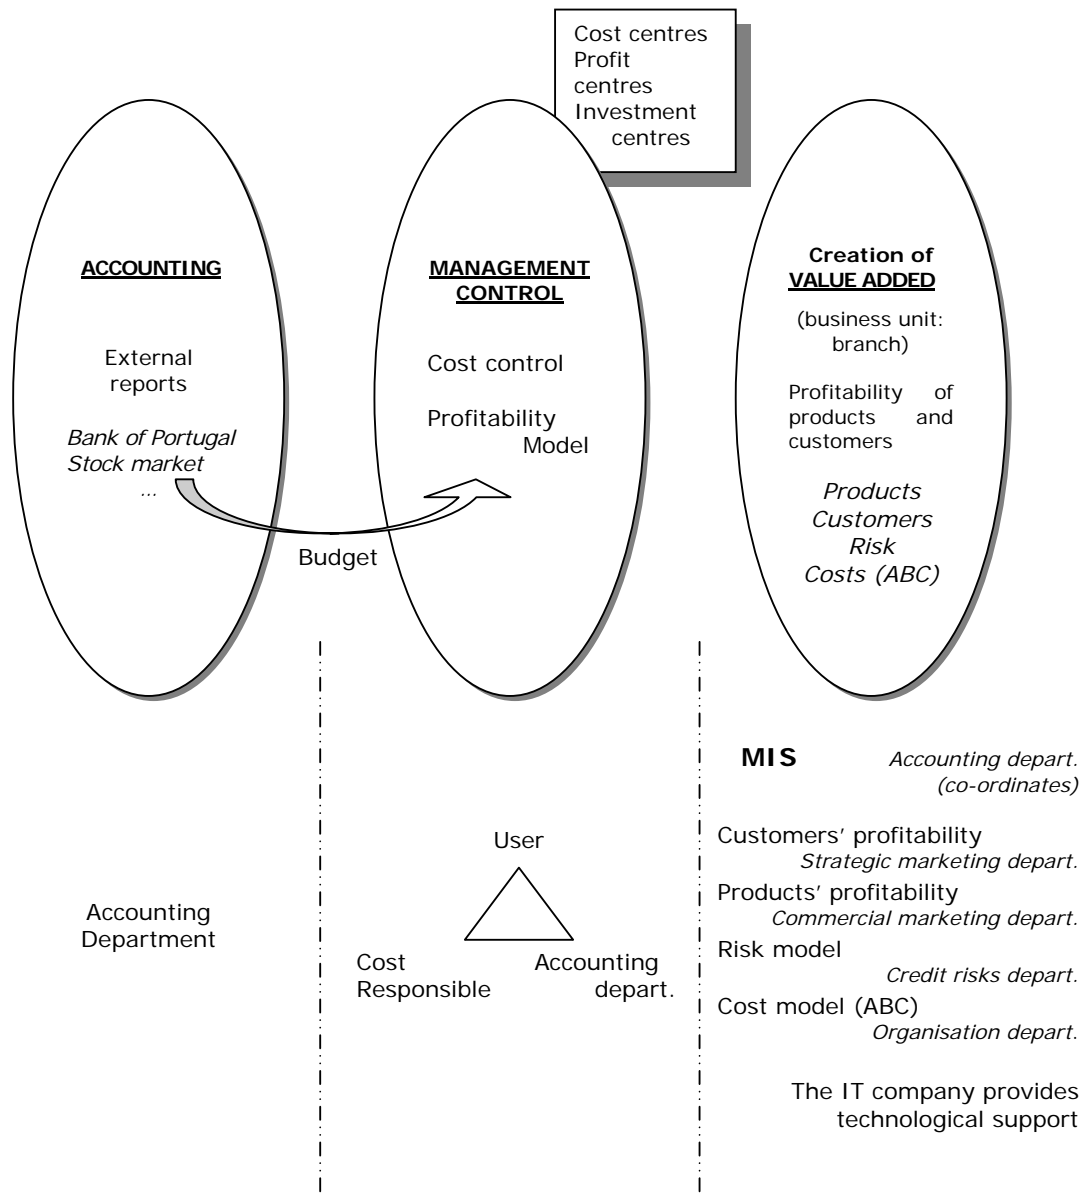 Cost centres
Profit
centres
Investment
centres
ACCOUNTING
External
reports
Bank of Portugal
Stock market
...
MANAGEMENT
CONTROL
Cost control
Profitability
Model
Budget
Creation of
VALUE ADDED
(business unit:
branch)
Profitability of
products and
customers
Products
Customers
Risk
Costs (ABC)
Accounting
Department
User
Cost
Responsible
Accounting
depart.
MIS Accounting depart.
(co-ordinates)
Customers’ profitability
Strategic marketing depart.
Products’ profitability
Commercial marketing depart.
Risk model
Credit risks depart.
Cost model (ABC)
Organisation depart.
The IT company provides
technological support